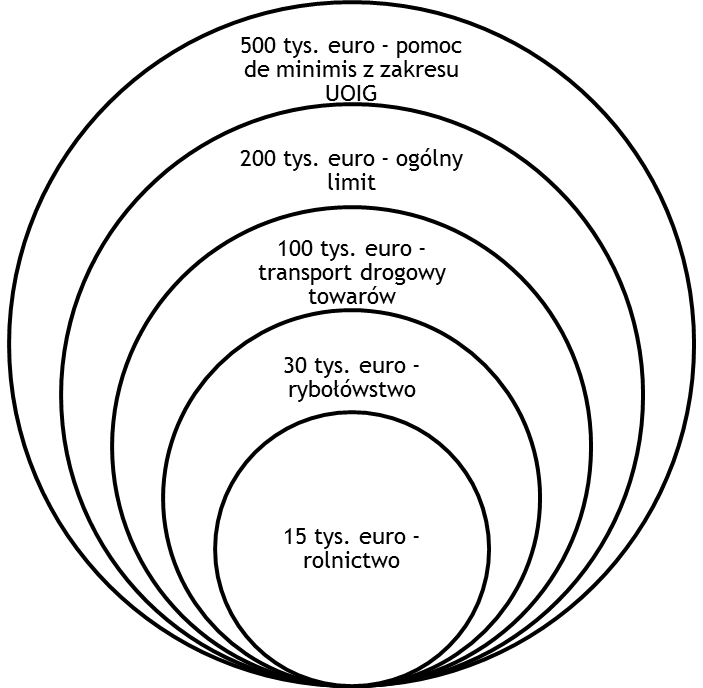 500 tys. euro - pomoc
de minimis z zakresu
UOIG
200 tys. euro - ogólny
limit
100 tys. euro -
transport drogowy
towarów
30 tys. euro -
rybołówstwo
15 tys. euro -
rolnictwo